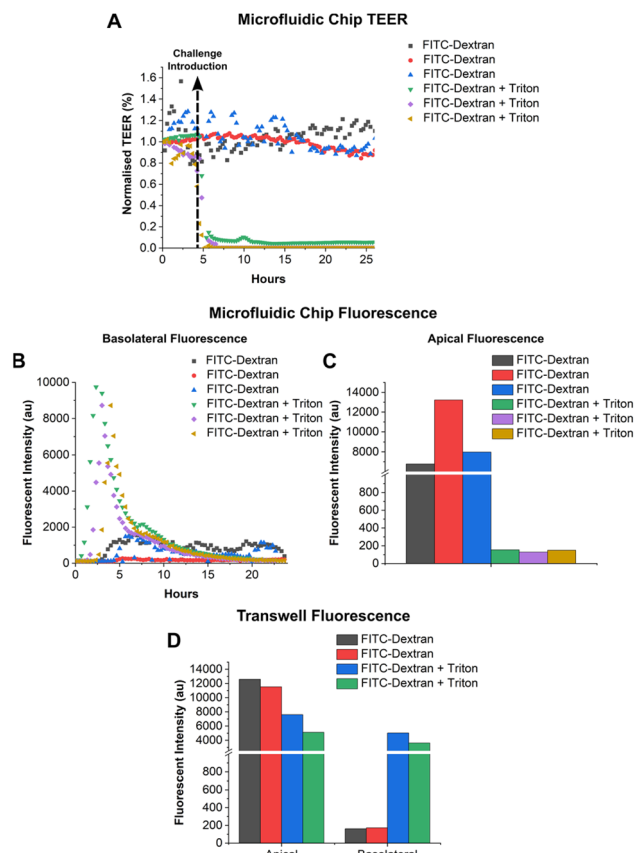 Microfluidic Chip TEER
A
Challenge
Introduction
FITC-Dextran
FITC-Dextran
FITC-Dextran
FITC-Dextran + Triton
FITC-Dextran + Triton
FITC-Dextran + Triton
Normalised TEER (%)
1.6
1.4
1.2
1.0
0.8
0.6
0.4
0.2
0.0
0 5 10 15 20 25
Hours
Microfluidic Chip Fluorescence
B
Basolateral Fluorescence
FITC-Dextran
FITC-Dextran
FITC-Dextran
FITC-Dextran + Triton
FITC-Dextran + Triton
FITC-Dextran + Triton
Fluorescent Intensity (au)
10000
8000
6000
4000
2000
0
0 5 10 15 20
Hours
C
Apical Fluorescence
FITC-Dextran
FITC-Dextran
FITC-Dextran
FITC-Dextran + Triton
FITC-Dextran + Triton
FITC-Dextran + Triton
Fluorescent Intensity (au)
14000
12000
10000
8000
800
600
400
200
0
Transwell Fluorescence
D
FITC-Dextran
FITC-Dextran
FITC-Dextran + Triton
FITC-Dextran + Triton
Fluorescent Intensity (au)
14000
12000
10000
8000
6000
4000
800
600
400
200
0
Apical Basolateral